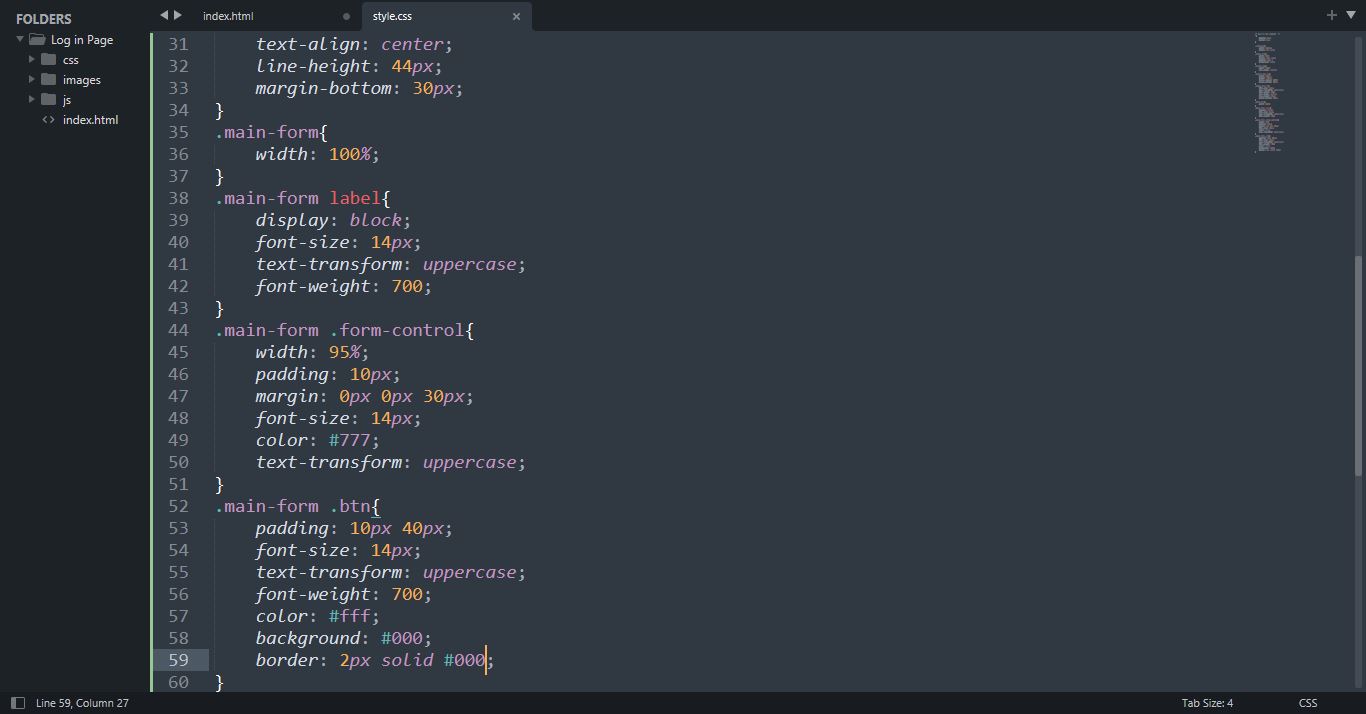 FOLDERS
Log in Page
css
images
js
<> index.html
index.html
style.css ×
31 text-align: center;
32 line-height: 44px;
33 margin-bottom: 30px;
34 }
35 .main-form{
36 width: 100%;
37 }
38 .main-form label{
39 display: block;
40 font-size: 14px;
41 text-transform: uppercase;
42 font-weight: 700;
43 }
44 .main-form .form-control{
45 width: 95%;
46 padding: 10px;
47 margin: 0px 0px 30px;
48 font-size: 14px;
49 color: #777;
50 text-transform: uppercase;
51 }
52 .main-form .btn{
53 padding: 10px 40px;
54 font-size: 14px;
55 text-transform: uppercase;
56 font-weight: 700;
57 color: #fff;
58 background: #000;
59 border: 2px solid #000;
60 }
Line 59, Column 27
Tab Size: 4
CSS